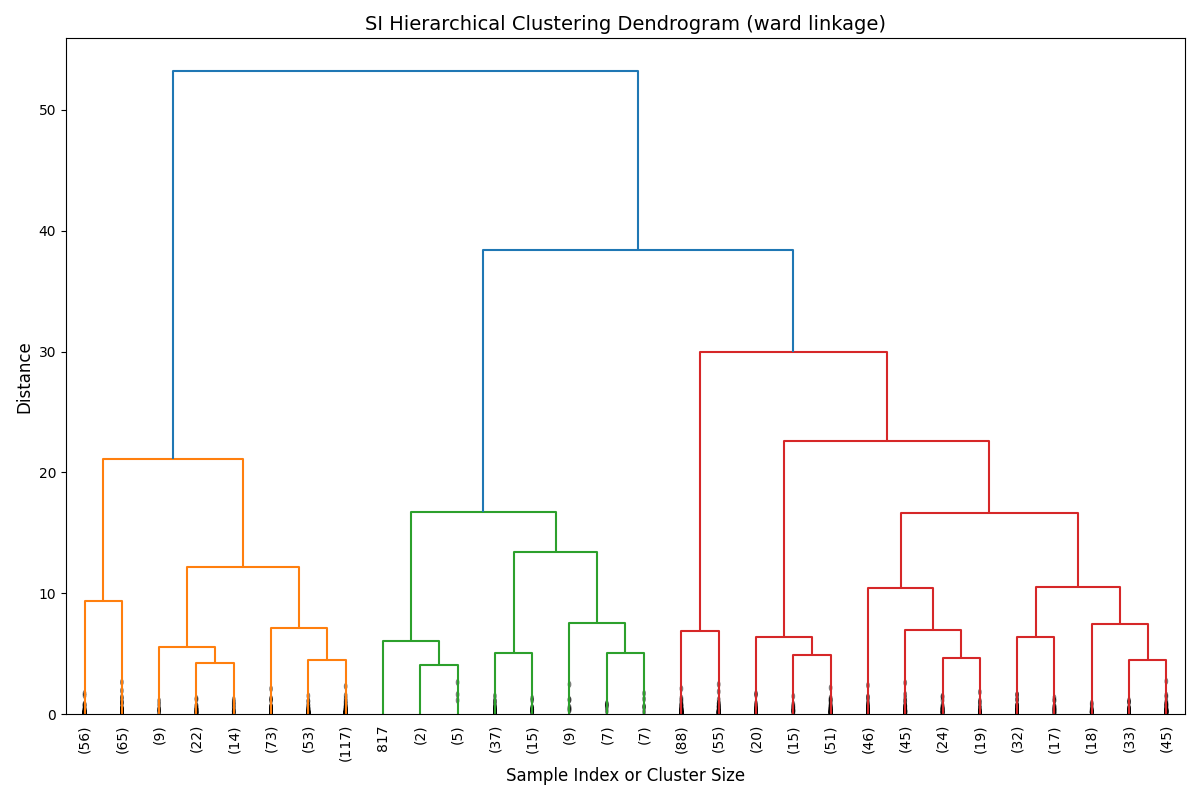 SI Hierarchical Clustering Dendrogram (ward linkage)
50
40
30
20
10
0
Distance
(56) (65) (9) (22) (14) (73) (53) (117) 817 (2) (5) (37) (15) (9) (7) (7) (88) (55) (20) (15) (51) (46) (45) (24) (19) (32) (17) (18) (33) (45)
Sample Index or Cluster Size